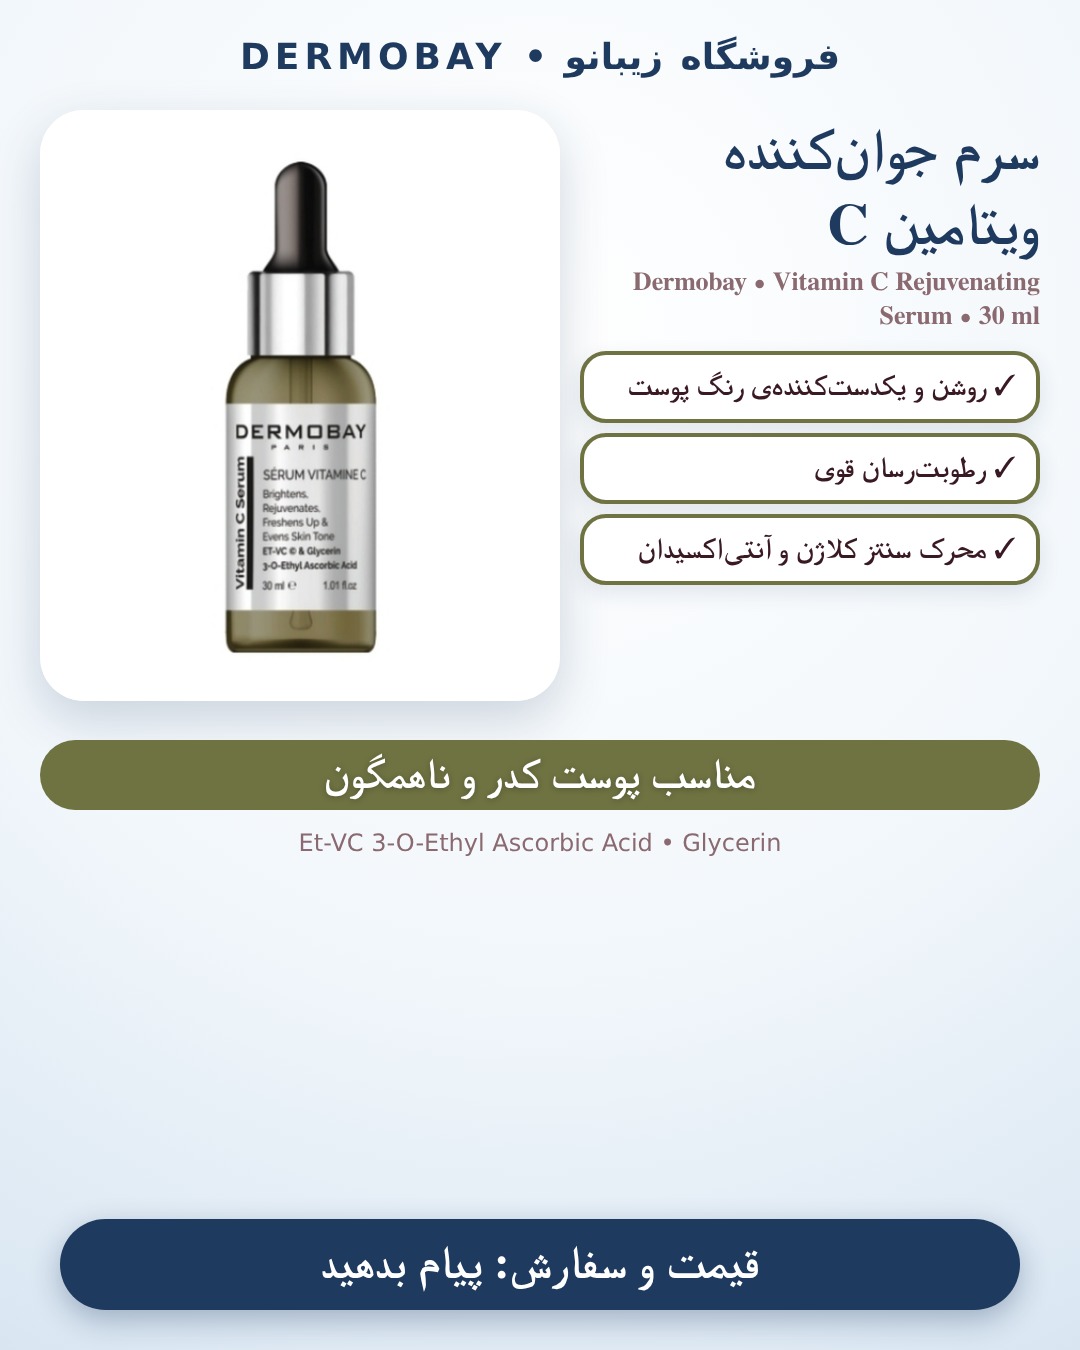 فروشگاه زیبانو • DERMOBAY
سرم جوان‌کننده
ویتامین C
Dermobay • Vitamin C Rejuvenating
Serum • 30 ml
✓ روشن و یکدست‌کننده‌ی رنگ پوست
✓ رطوبت‌رسان قوی
✓ محرک سنتز کلاژن و آنتی‌اکسیدان
DERMOBAY
PARIS
Vitamin C Serum
SÉRUM VITAMINE C
Brightens,
Rejuvenates,
Freshens Up &
Evens Skin Tone
ET-VC © & Glycerin
3-O-Ethyl Ascorbic Acid
30 ml ℮ 1.01 fl.oz
مناسب پوست کدر و ناهمگون
Et-VC 3-O-Ethyl Ascorbic Acid • Glycerin
قیمت و سفارش: پیام بدهید